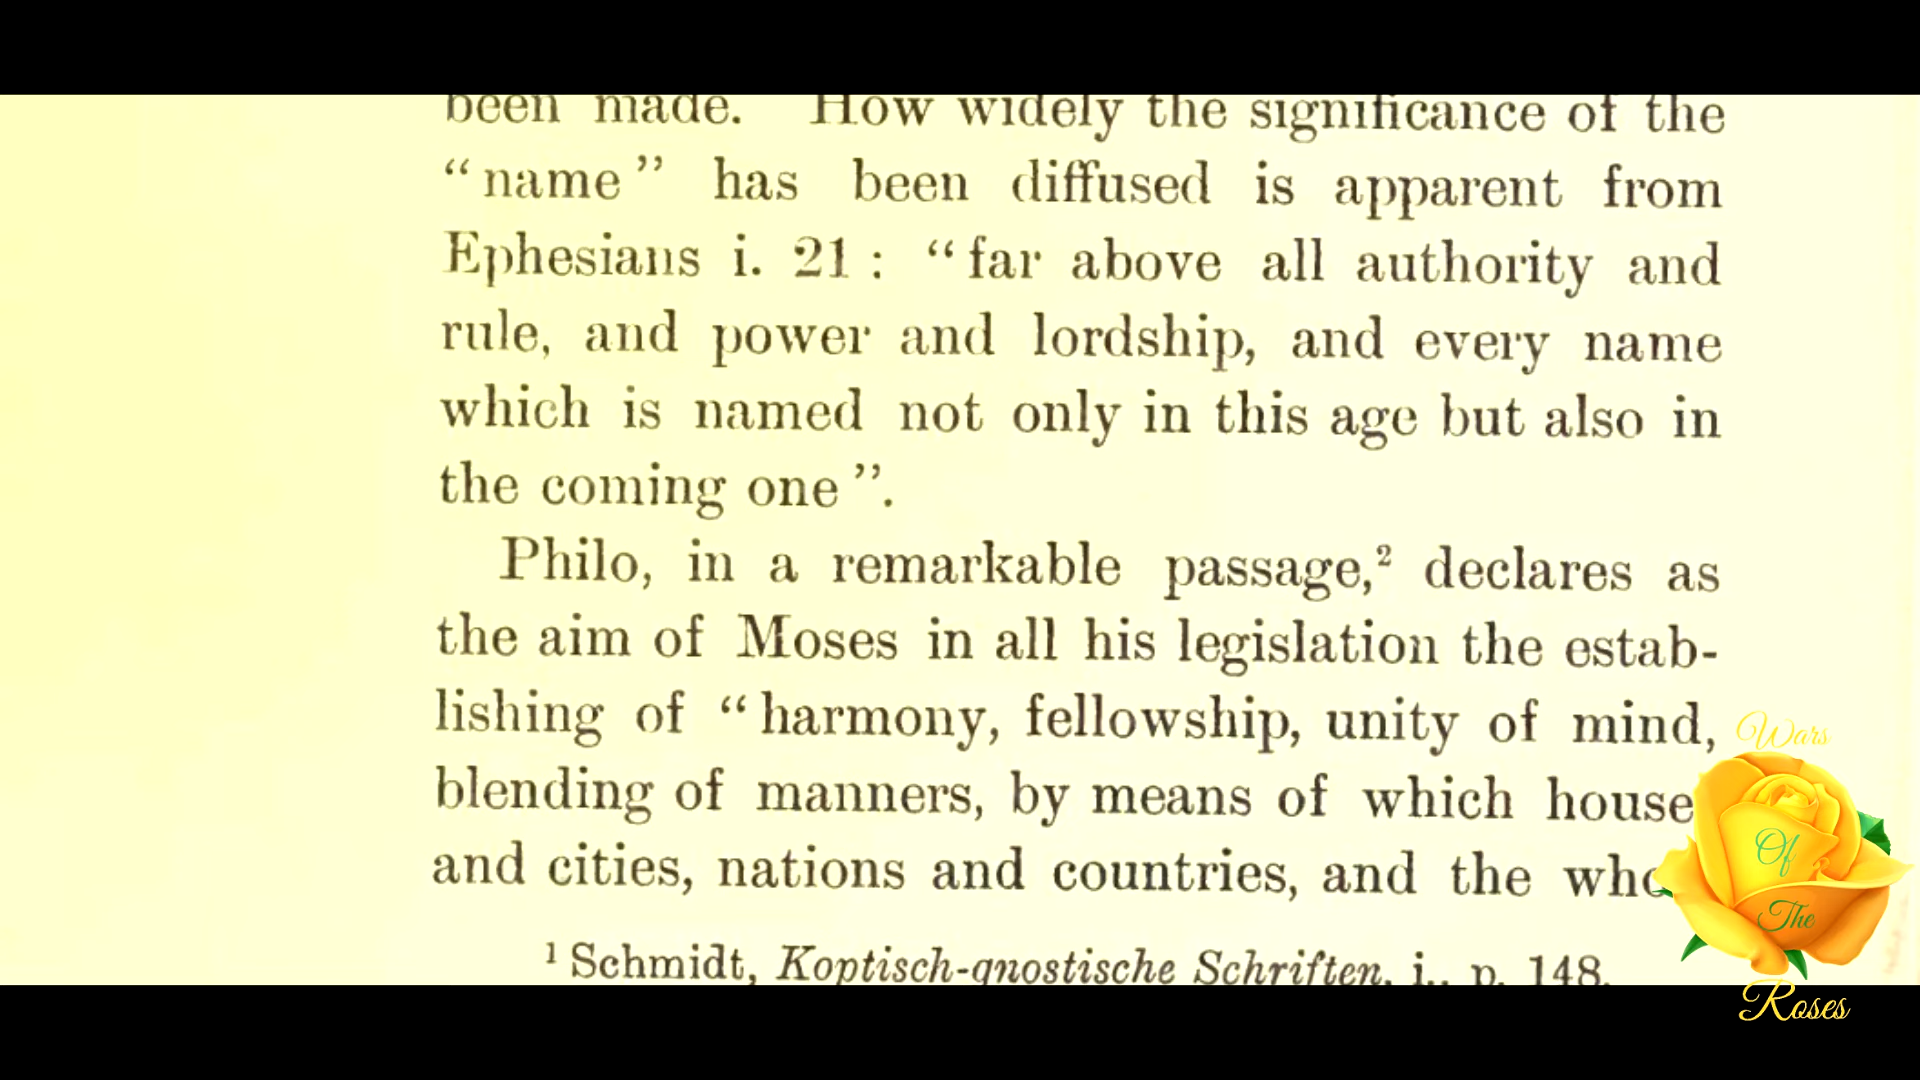 been made. How widely the significance of the
“name” has been diffused is apparent from
Ephesians i. 21: “far above all authority and
rule, and power and lordship, and every name
which is named not only in this age but also in
the coming one”.
Philo, in a remarkable passage,² declares as
the aim of Moses in all his legislation the estab-
lishing of “harmony, fellowship, unity of mind,
blending of manners, by means of which house
and cities, nations and countries, and the
¹ Schmidt, Koptisch-gnostische Schriften, i., p. 148.
Wars
Of
The
Roses